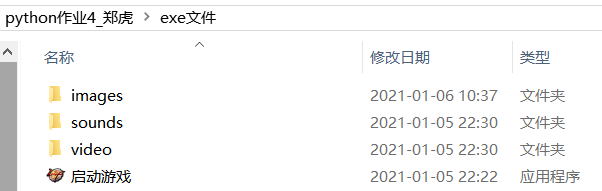 python作业4_郑虎 exe文件
名称 修改日期 类型
images 2021-01-06 10:37 文件夹
sounds 2021-01-05 22:30 文件夹
video 2021-01-05 22:30 文件夹
启动游戏 2021-01-05 22:22 应用程序